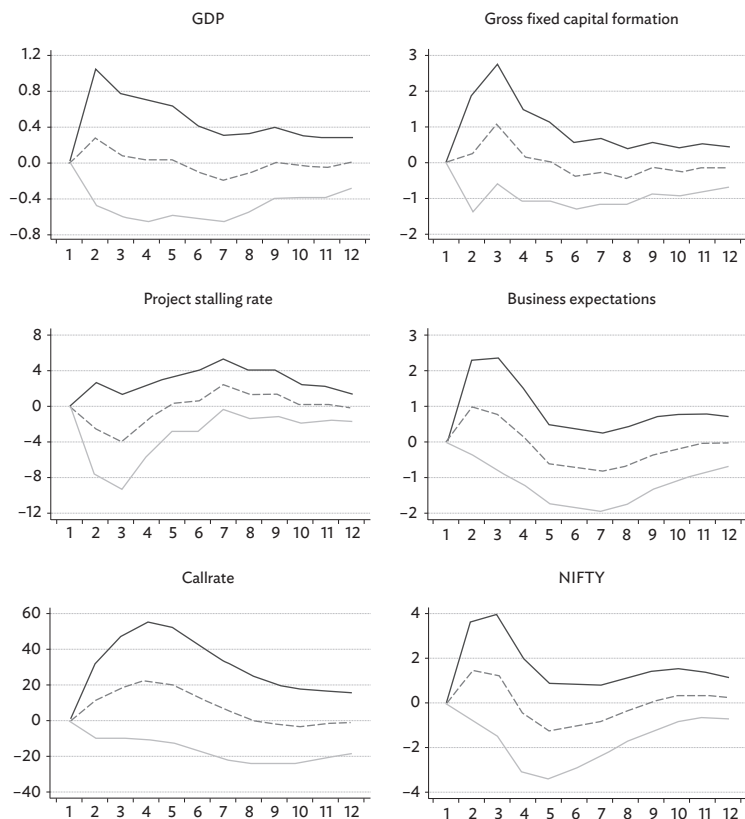 GDP
1.2
0.8
0.4
0.0
–0.4
–0.8
1 2 3 4 5 6 7 8 9 10 11 12
Gross fixed capital formation
3
2
1
0
–1
–2
1 2 3 4 5 6 7 8 9 10 11 12
Project stalling rate
8
4
0
–4
–8
–12
1 2 3 4 5 6 7 8 9 10 11 12
Business expectations
3
2
1
0
–1
–2
1 2 3 4 5 6 7 8 9 10 11 12
Callrate
60
40
20
0
–20
–40
1 2 3 4 5 6 7 8 9 10 11 12
NIFTY
4
2
0
–2
–4
1 2 3 4 5 6 7 8 9 10 11 12